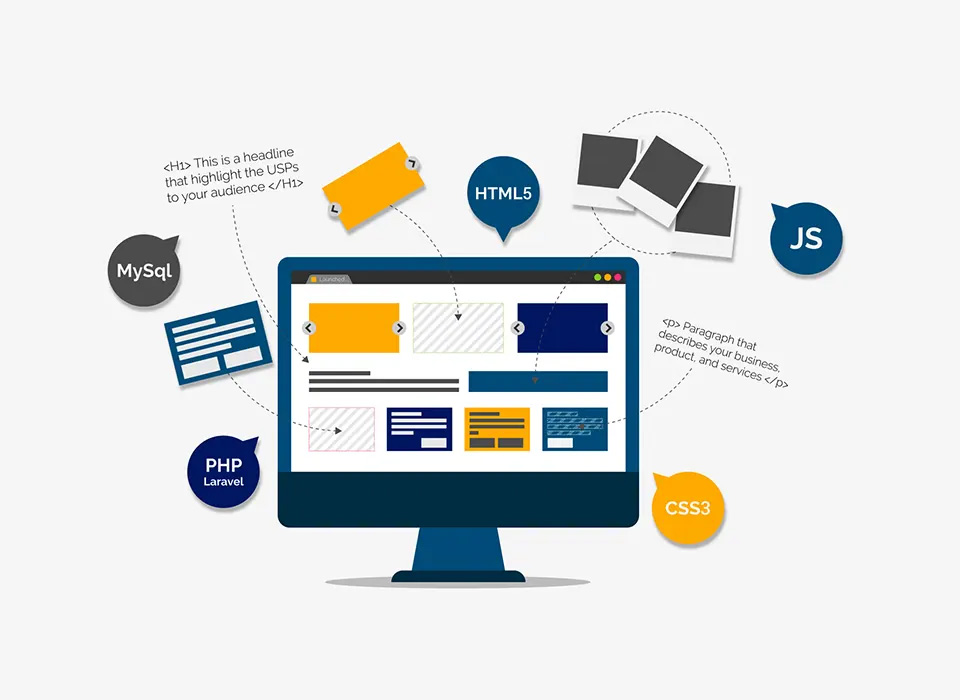 <H1> This is a headline
that highlight the USPs
to your audience </H1>
HTML5
JS
MySql
<p> Paragraph that
describes your business,
product, and services </p>
PHP
Laravel
CSS3